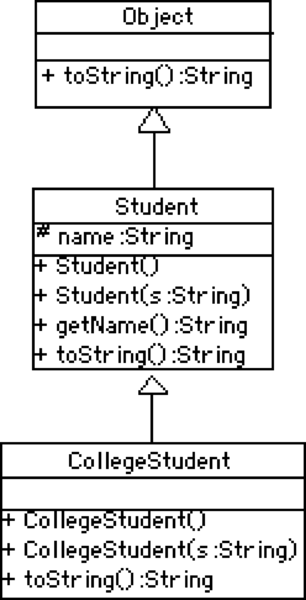 Object
+ toString() :String
Student
# name :String
+ Student()
+ Student(s :String)
+ getName() :String
+ toString() :String
CollegeStudent
+ CollegeStudent()
+ CollegeStudent(s :String)
+ toString() :String